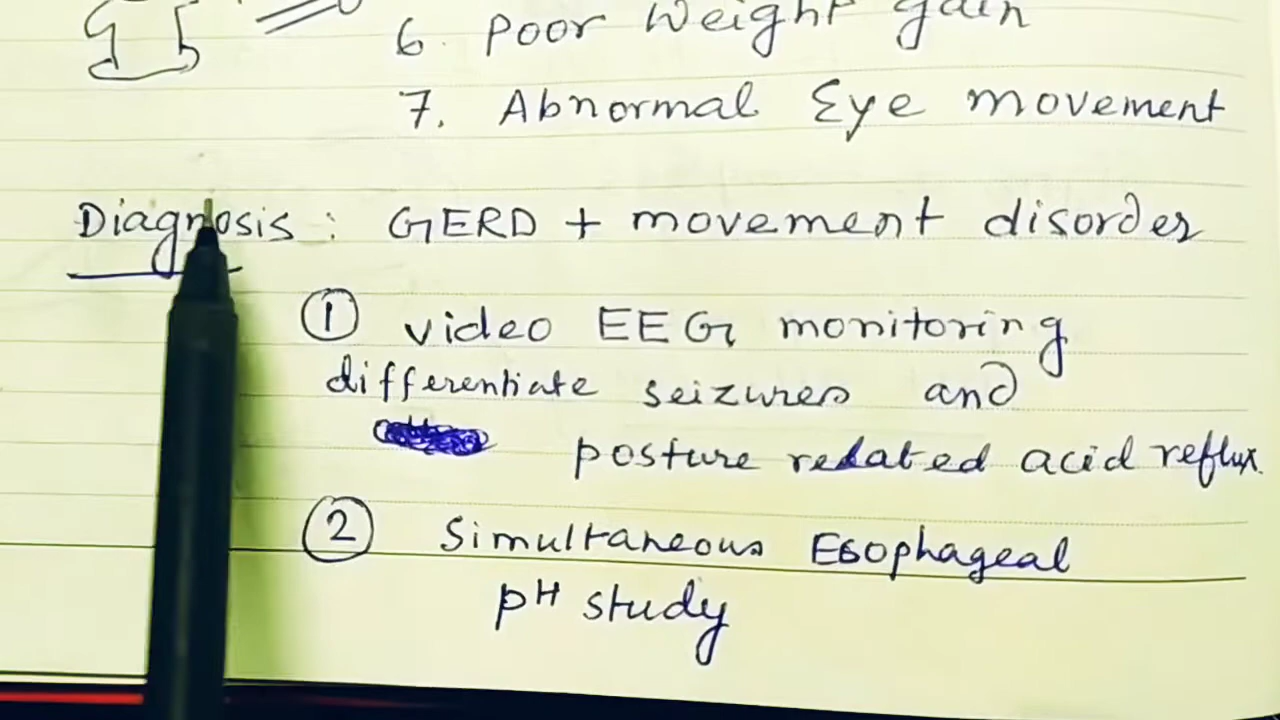 6. Poor Weight gain
7. Abnormal Eye movement
Diagnosis : GERD + movement disorder
① video EEG monitoring
differentiate seizures and
posture related acid reflux.
② Simultaneous Esophageal
pH study